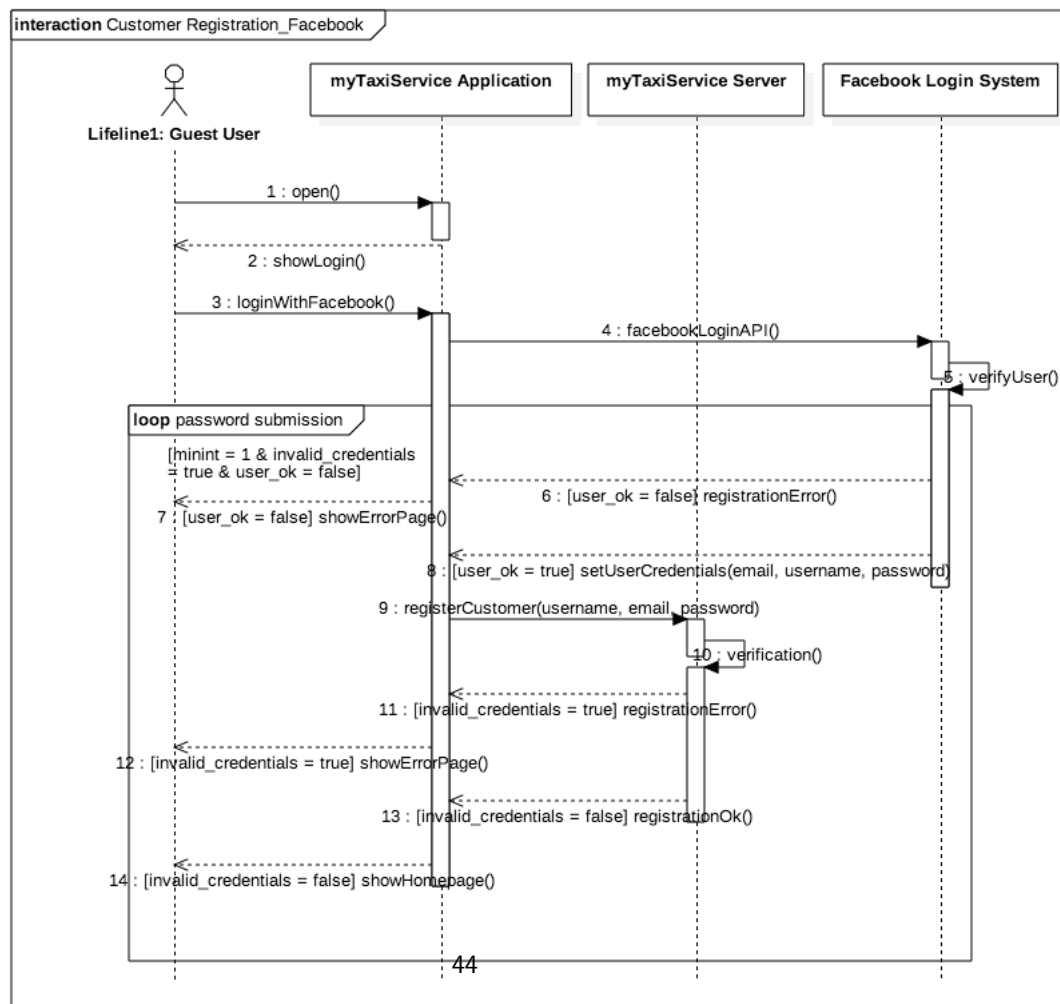 interaction Customer Registration_Facebook
myTaxiService Application
myTaxiService Server
Facebook Login System
Lifeline1: Guest User
1 : open()
2 : showLogin()
3 : loginWithFacebook()
4 : facebookLoginAPI()
5 : verifyUser()
loop password submission
[minint = 1 & invalid_credentials
= true & user_ok = false]
6 : [user_ok = false] registrationError()
7 : [user_ok = false] showErrorPage()
8 : [user_ok = true] setUserCredentials(email, username, password)
9 : registerCustomer(username, email, password)
10 : verification()
11 : [invalid_credentials = true] registrationError()
12 : [invalid_credentials = true] showErrorPage()
13 : [invalid_credentials = false] registrationOk()
14 : [invalid_credentials = false] showHomepage()
44